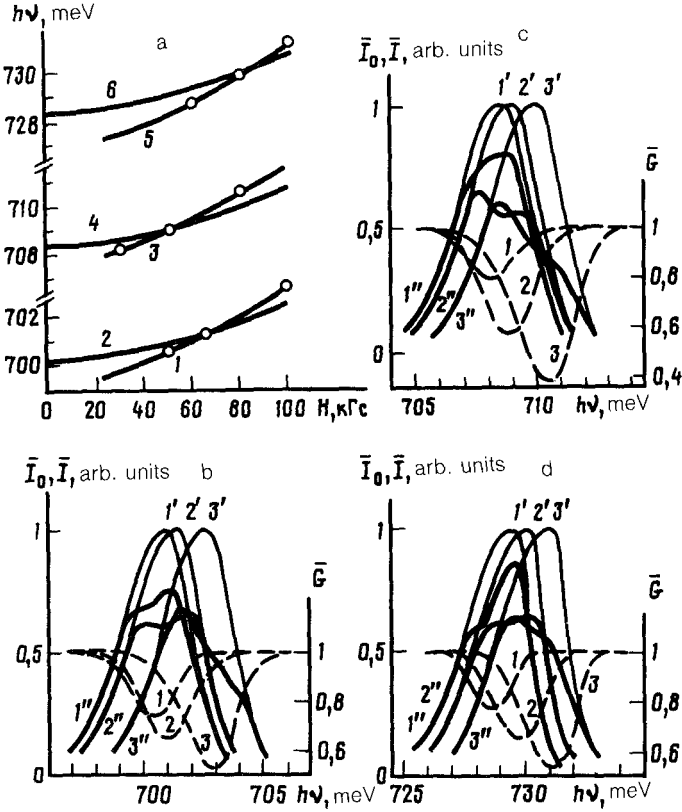 hν, meV
a
730
728
710
708
702
700
6
5
4
3
2
1
0 20 40 60 80 100 H, кГс
Ī₀, Ī, arb. units c
1' 2' 3'
1
0,5
0
Ḡ
1
0,8
0,6
0,4
1
2
3
1" 2" 3"
705 710 hν, meV
Ī₀, Ī, arb. units b
1' 2' 3'
1
0,5
0
Ḡ
1
0,8
0,6
1
2
3
1" 2" 3"
700 705 hν, meV
Ī₀, Ī, arb. units d
1' 2' 3'
1
0,5
0
Ḡ
1
0,8
0,6
1
2
3
2"
1" 3"
725 730 hν, meV